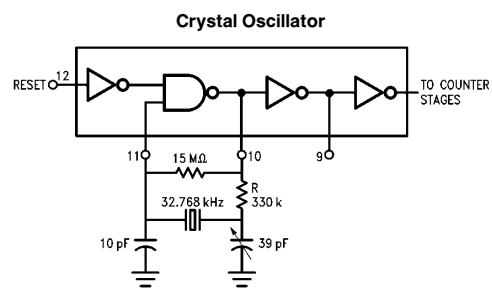 Crystal Oscillator
RESET 12
TO COUNTER
STAGES
11 10 9
15 MΩ
R
330 k
32.768 kHz
10 pF 39 pF